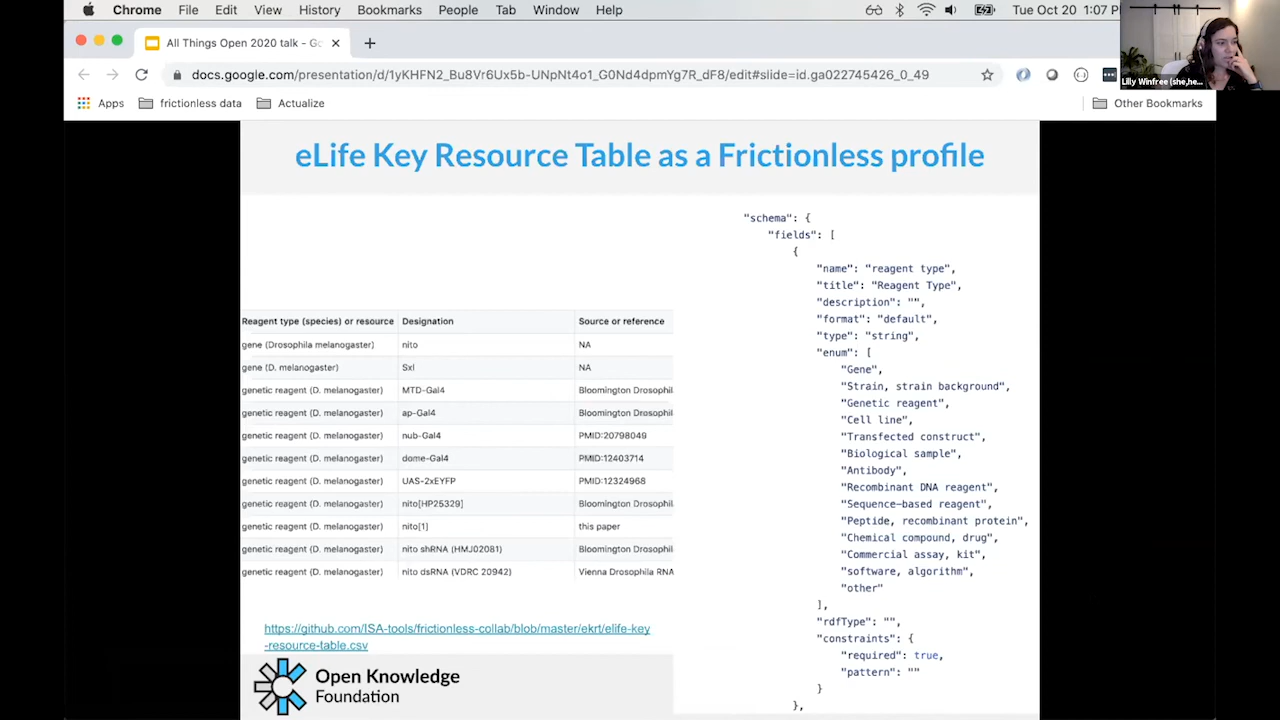 Chrome File Edit View History Bookmarks People Tab Window Help Tue Oct 20 1:07 P
All Things Open 2020 talk - Go
docs.google.com/presentation/d/1yKHFN2_Bu8Vr6Ux5b-UNpNt4o1_G0Nd4dpmYg7R_dF8/edit#slide=id.ga022745426_0_49
Lilly Winfree (she,he...
Apps frictionless data Actualize Other Bookmarks
eLife Key Resource Table as a Frictionless profile
Reagent type (species) or resource Designation Source or reference
gene (Drosophila melanogaster) nito NA
gene (D. melanogaster) Sxl NA
genetic reagent (D. melanogaster) MTD-Gal4 Bloomington Drosophil
genetic reagent (D. melanogaster) ap-Gal4 Bloomington Drosophil
genetic reagent (D. melanogaster) nub-Gal4 PMID:20798049
genetic reagent (D. melanogaster) dome-Gal4 PMID:12403714
genetic reagent (D. melanogaster) UAS-2xEYFP PMID:12324968
genetic reagent (D. melanogaster) nito[HP25329] Bloomington Drosophil
genetic reagent (D. melanogaster) nito[1] this paper
genetic reagent (D. melanogaster) nito shRNA (HMJ02081) Bloomington Drosophil
genetic reagent (D. melanogaster) nito dsRNA (VDRC 20942) Vienna Drosophila RNA
https://github.com/ISA-tools/frictionless-collab/blob/master/ekrt/elife-key
-resource-table.csv
Open Knowledge
Foundation
"schema": {
"fields": [
{
"name": "reagent type",
"title": "Reagent Type",
"description": "",
"format": "default",
"type": "string",
"enum": [
"Gene",
"Strain, strain background",
"Genetic reagent",
"Cell line",
"Transfected construct",
"Biological sample",
"Antibody",
"Recombinant DNA reagent",
"Sequence-based reagent",
"Peptide, recombinant protein",
"Chemical compound, drug",
"Commercial assay, kit",
"software, algorithm",
"other"
],
"rdfType": "",
"constraints": {
"required": true,
"pattern": ""
}
},